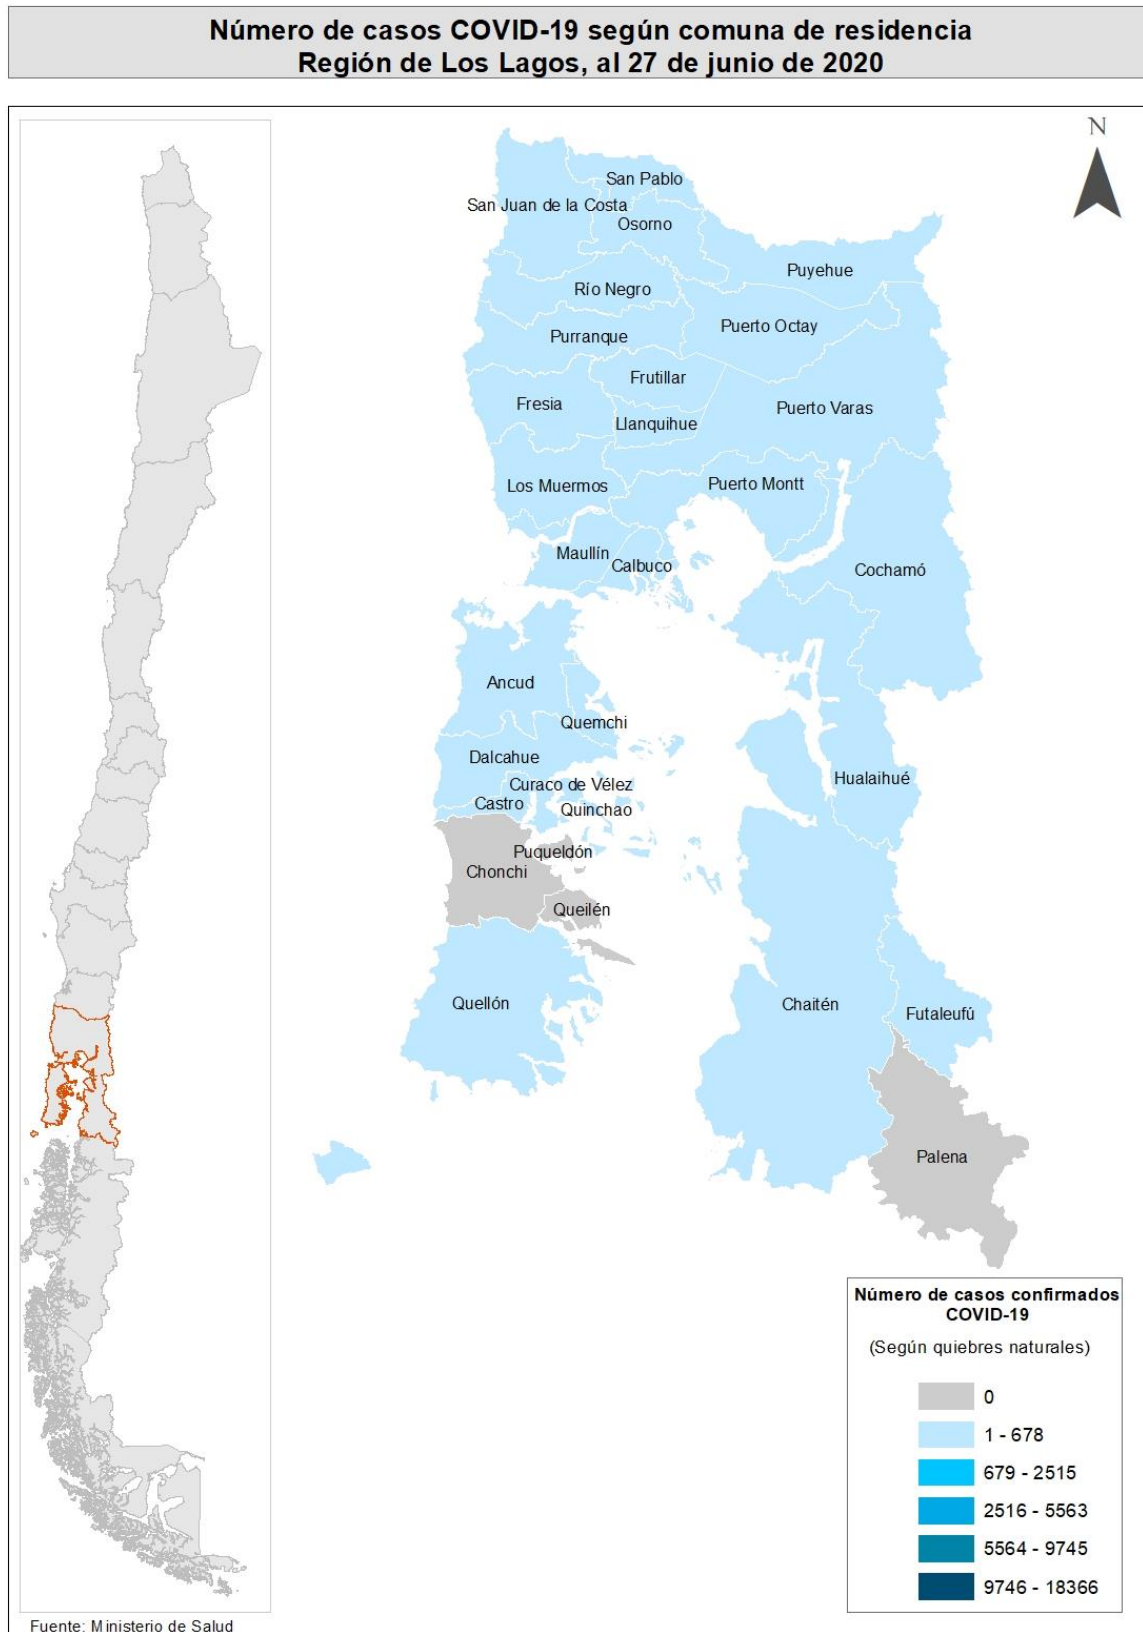 Número de casos COVID-19 según comuna de residencia
Región de Los Lagos, al 27 de junio de 2020
N
San Pablo
San Juan de la Costa
Osorno
Puyehue
Río Negro
Puerto Octay
Purranque
Frutillar
Fresia
Puerto Varas
Llanquihue
Los Muermos
Puerto Montt
Maullín
Calbuco
Cochamó
Ancud
Quemchi
Dalcahue
Hualaihué
Curaco de Vélez
Castro
Quinchao
Puqueldón
Chonchi
Queilén
Quellón
Chaitén
Futaleufú
Palena
Número de casos confirmados
COVID-19
(Según quiebres naturales)
0
1 - 678
679 - 2515
2516 - 5563
5564 - 9745
9746 - 18366
Fuente: Ministerio de Salud